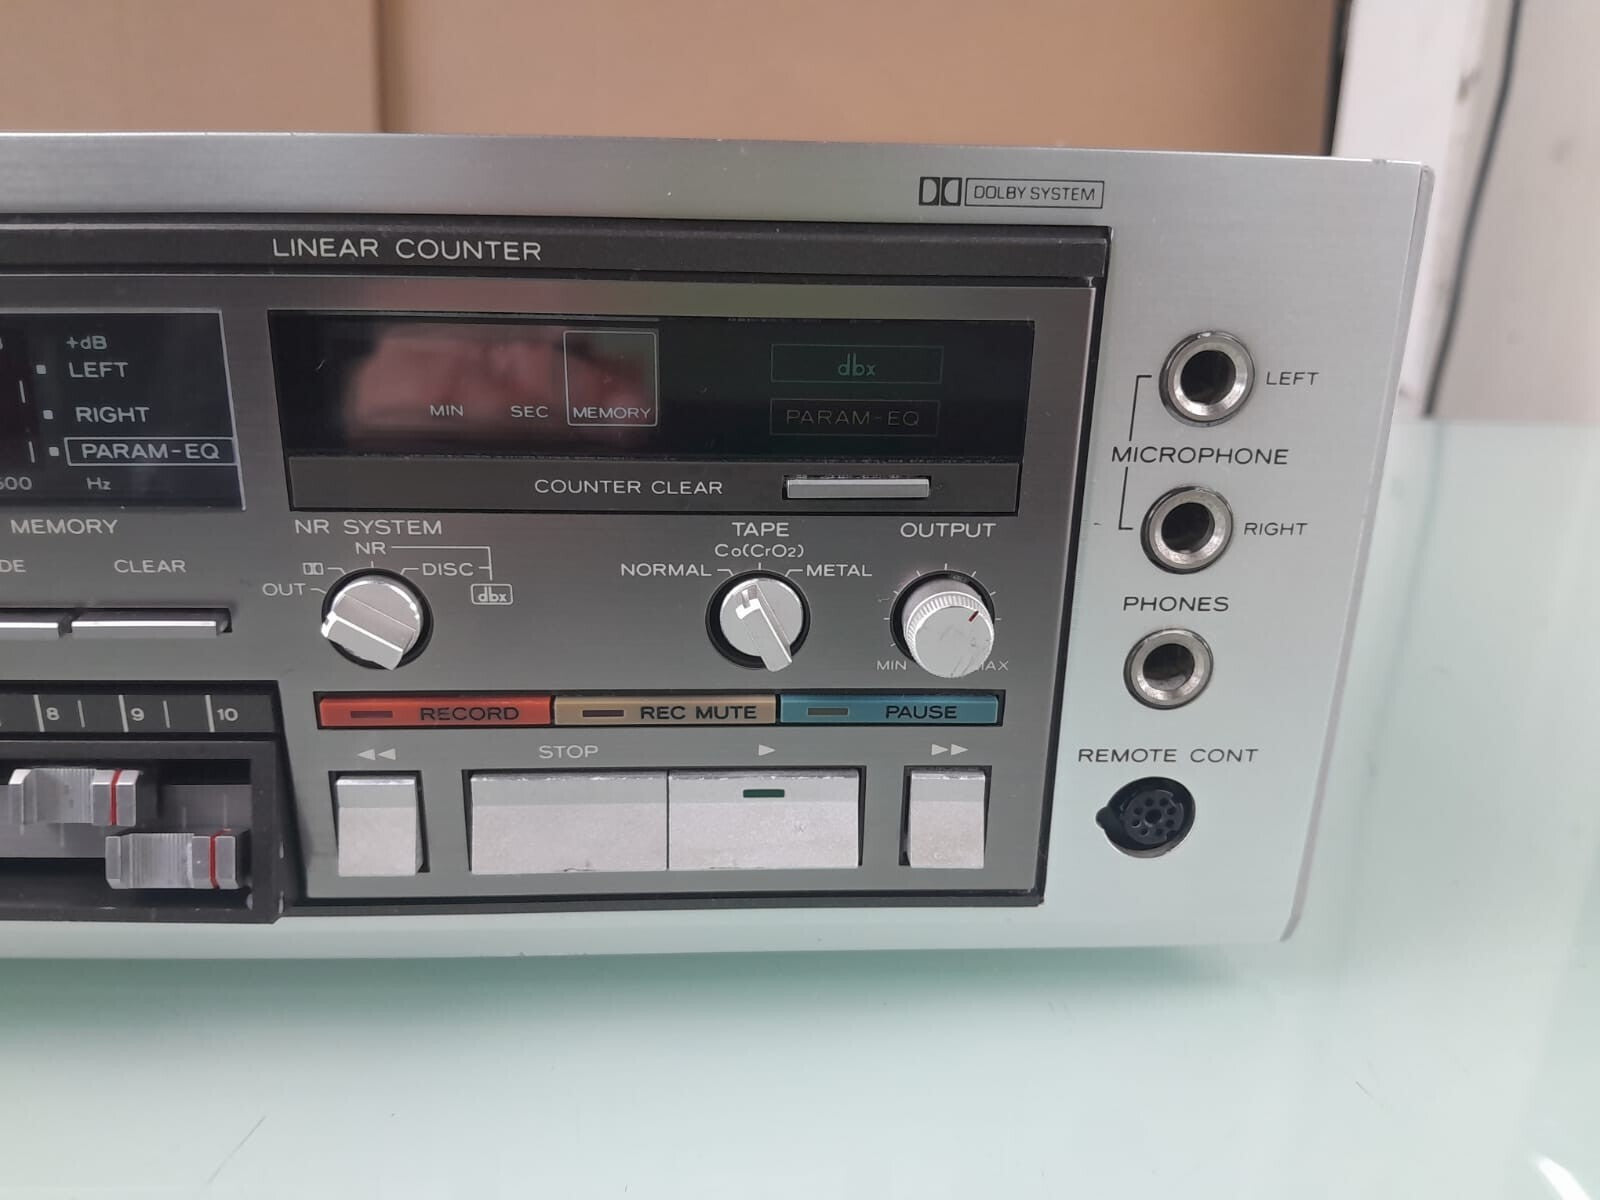 DOLBY SYSTEM
LINEAR COUNTER
+dB
LEFT
RIGHT
PARAM-EQ
Hz
MIN SEC MEMORY
dbx
PARAM-EQ
COUNTER CLEAR
LEFT
MICROPHONE
RIGHT
PHONES
REMOTE CONT
MEMORY
CLEAR
NR SYSTEM
NR
DISC
OUT
dbx
TAPE
Co(CrO2)
NORMAL METAL
OUTPUT
MIN
RECORD REC MUTE PAUSE
STOP
8 9 10